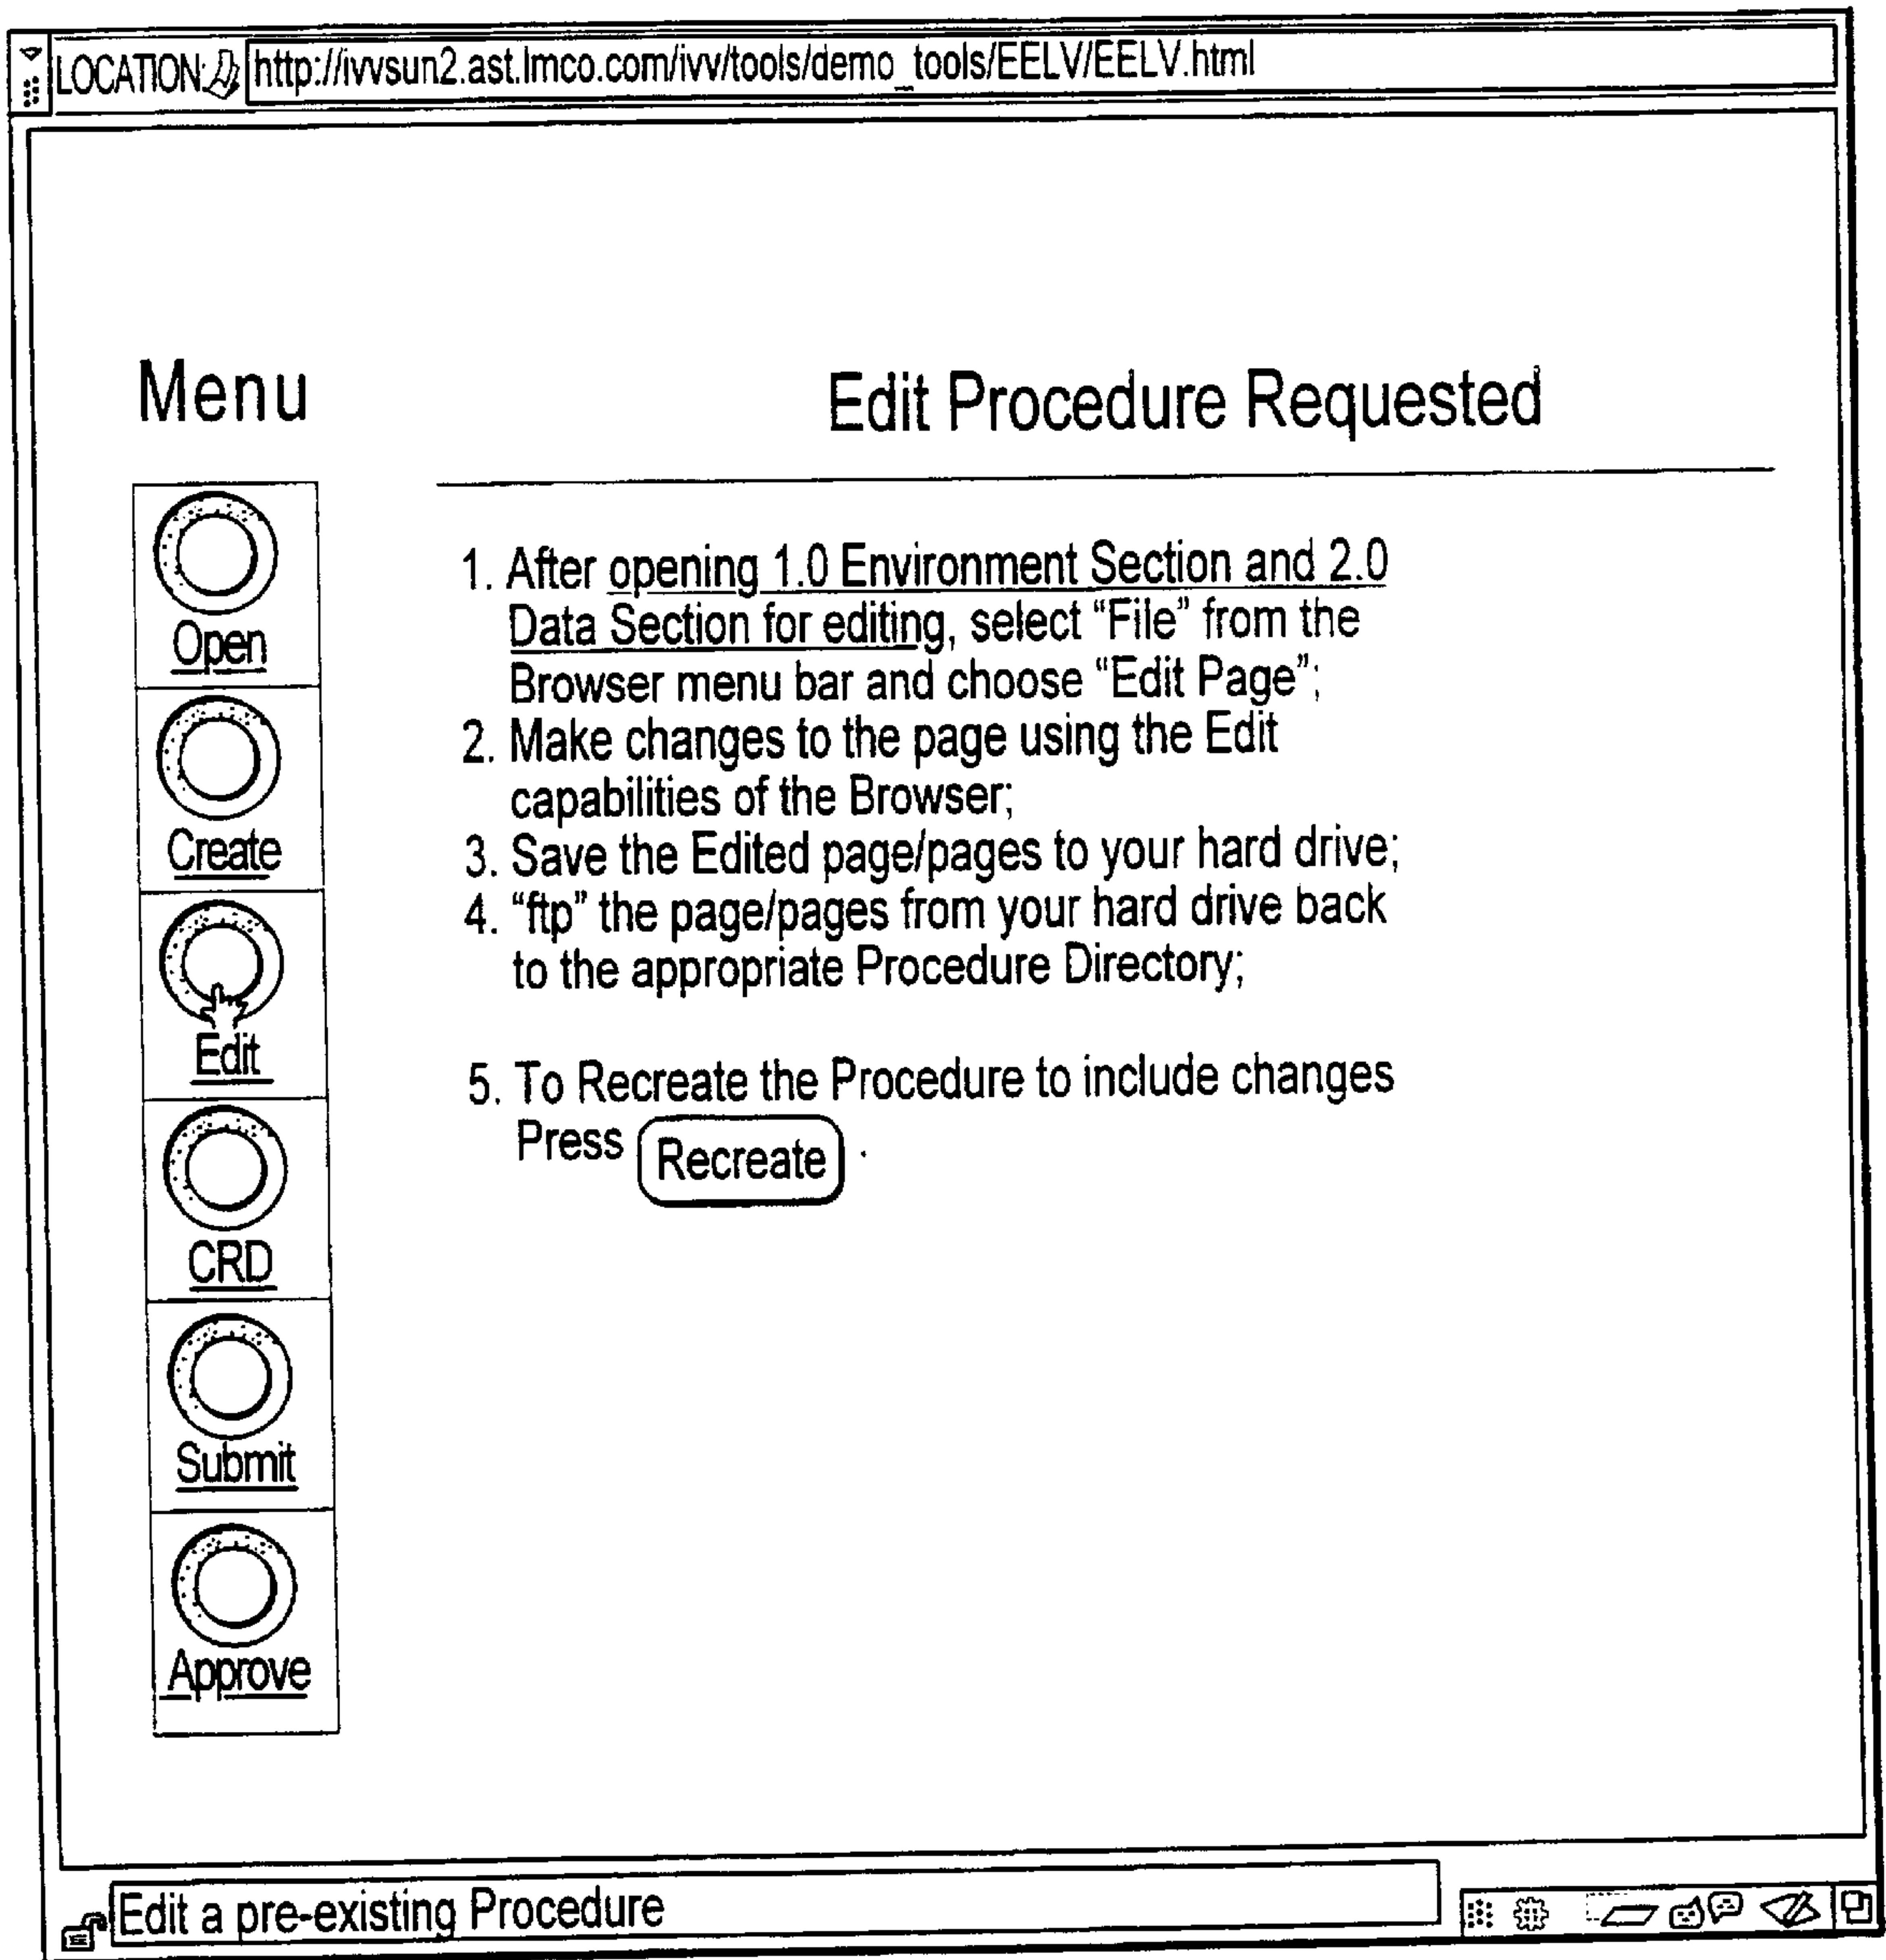 LOCATION: http://ivvsun2.ast.lmco.com/ivv/tools/demo_tools/EELV/EELV.html
Menu
Edit Procedure Requested
Open
Create
Edit
CRD
Submit
Approve
1. After opening 1.0 Environment Section and 2.0
Data Section for editing, select “File” from the
Browser menu bar and choose “Edit Page”;
2. Make changes to the page using the Edit
capabilities of the Browser;
3. Save the Edited page/pages to your hard drive;
4. “ftp” the page/pages from your hard drive back
to the appropriate Procedure Directory;
5. To Recreate the Procedure to include changes
Press Recreate .
Edit a pre-existing Procedure